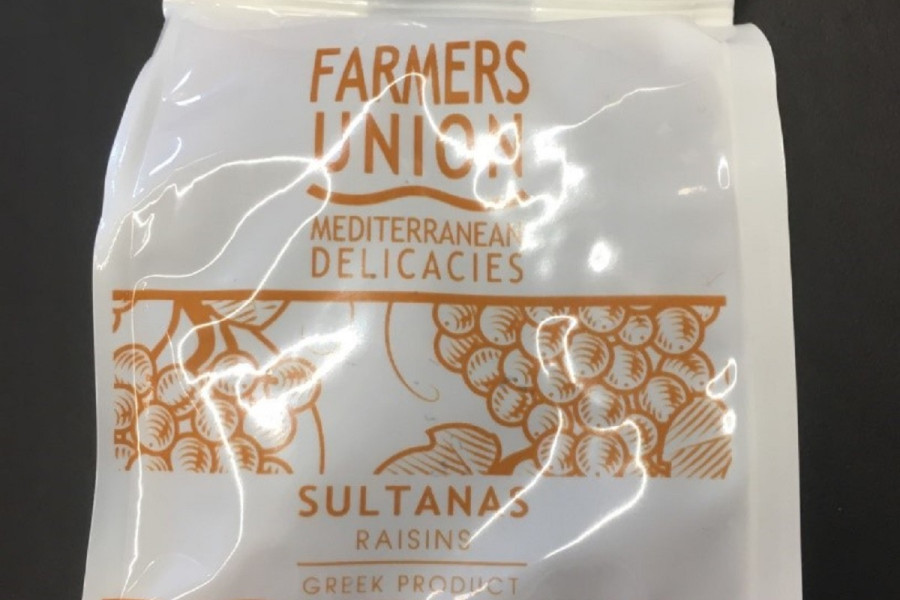 FARMERS
UNION
MEDITERRANEAN
DELICACIES
SULTANAS
RAISINS
GREEK PRODUCT